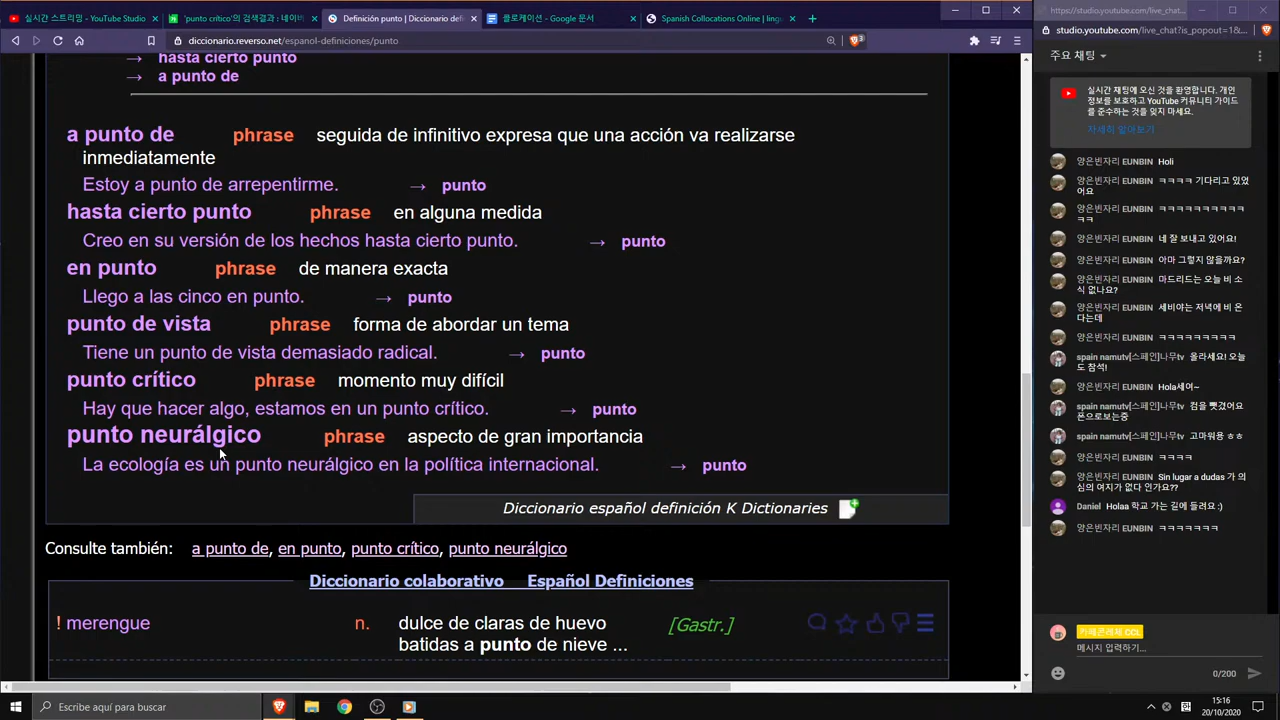 실시간 스트리밍 - YouTube Studio
'punto crítico'의 검색결과 : 네이버
Definición punto | Diccionario defi
클로케이션 - Google 문서
Spanish Collocations Online | lingu
diccionario.reverso.net/espanol-definiciones/punto
→ hasta cierto punto
→ a punto de
a punto de phrase seguida de infinitivo expresa que una acción va realizarse
inmediatamente
Estoy a punto de arrepentirme. → punto
hasta cierto punto phrase en alguna medida
Creo en su versión de los hechos hasta cierto punto. → punto
en punto phrase de manera exacta
Llego a las cinco en punto. → punto
punto de vista phrase forma de abordar un tema
Tiene un punto de vista demasiado radical. → punto
punto crítico phrase momento muy difícil
Hay que hacer algo, estamos en un punto crítico. → punto
punto neurálgico phrase aspecto de gran importancia
La ecología es un punto neurálgico en la política internacional. → punto
Diccionario español definición K Dictionaries
Consulte también: a punto de, en punto, punto crítico, punto neurálgico
Diccionario colaborativo Español Definiciones
! merengue n. dulce de claras de huevo [Gastr.]
batidas a punto de nieve ...
https://studio.youtube.com/live_chat...
studio.youtube.com/live_chat?is_popout=1&...
주요 채팅
실시간 채팅에 오신 것을 환영합니다. 개인
정보를 보호하고 YouTube 커뮤니티 가이드
를 준수하는 것을 잊지 마세요.
자세히 알아보기
양은빈자리 EUNBIN Holi
양은빈자리 EUNBIN ㅋㅋㅋㅋ 기다리고 있었
어요
양은빈자리 EUNBIN ㅋㅋㅋㅋㅋㅋㅋㅋㅋㅋ
ㅋㅋ
양은빈자리 EUNBIN 네 잘 보내고 있어요!
양은빈자리 EUNBIN 아마 그렇지 않을까요?
양은빈자리 EUNBIN 마드리드는 오늘 비 소
식 없나요?
양은빈자리 EUNBIN 세비야는 저녁에 비 온
다는데
양은빈자리 EUNBIN ㅋㅋㅋㅋㅋㅋㅋㅋㅋ
spain namutv[스페인]나무tv 올라세요! 오늘
도 참석!
양은빈자리 EUNBIN Hola세어~
spain namutv[스페인]나무tv 컴을 뺏겼어요
폰으로보는중
spain namutv[스페인]나무tv 고마워용 ㅎㅎ
양은빈자리 EUNBIN ㅋㅋㅋㅋ
양은빈자리 EUNBIN Sin lugar a dudas 가 의
심의 여지가 없다 인가요??
Daniel Holaa 학교 가는 길에 들러요 :)
양은빈자리 EUNBIN ㅋㅋㅋㅋㅋㅋㅋ
메시지 입력하기...
0/200
Escribe aquí para buscar
15:16
20/10/2020